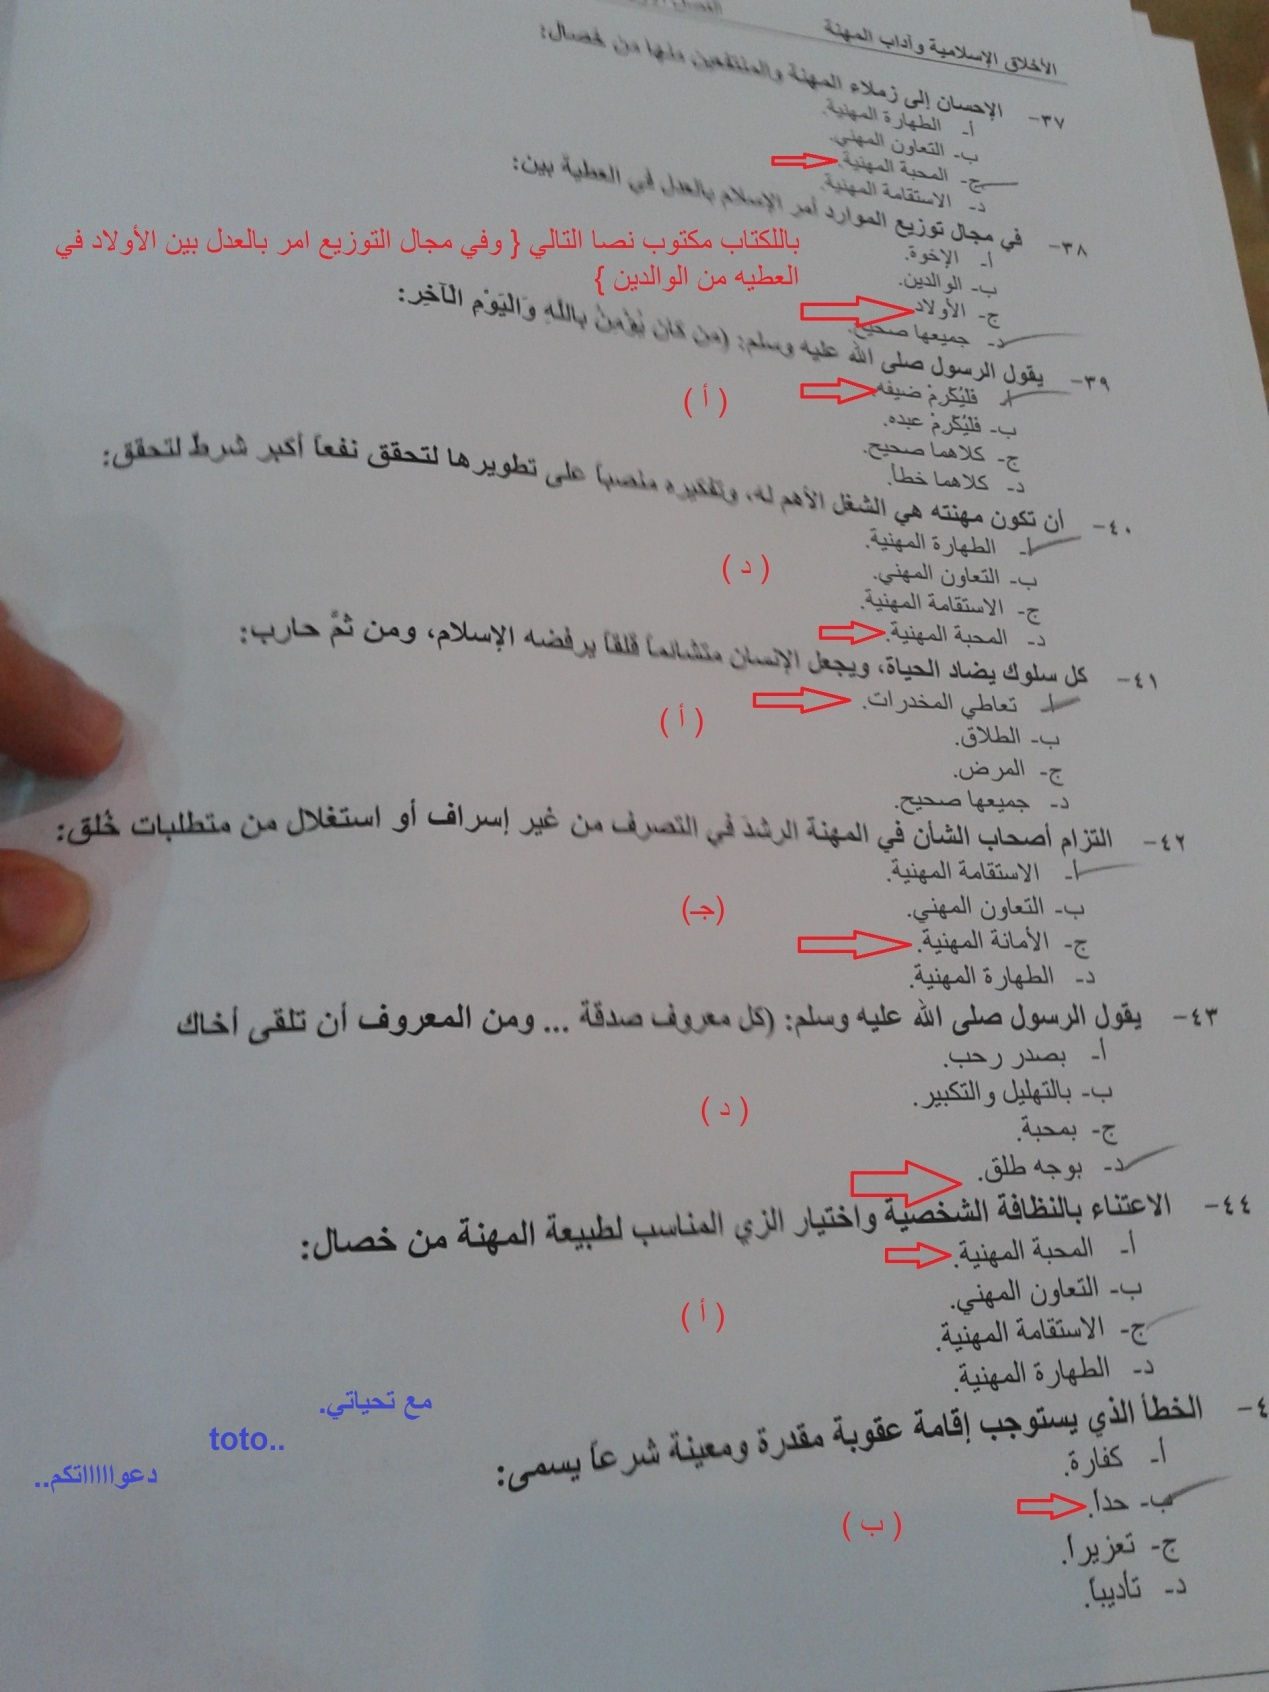 الأخلاق الإسلامية وآداب المهنة
٣٧- الإحسان إلى زملاء المهنة والمنتفعين منها من خصال:
أ- الطهارة المهنية.
ب- التعاون المهني.
ج- المحبة المهنية.
د- الاستقامة المهنية.
٣٨- في مجال توزيع الموارد أمر الإسلام بالعدل في العطية بين:
أ- الإخوة.
باللكتاب مكتوب نصا التالي { وفي مجال التوزيع امر بالعدل بين الأولاد في
العطيه من الوالدين }
ب- الوالدين.
ج- الأولاد
د- جميعها صحيح.
٣٩- يقول الرسول صلى الله عليه وسلم: (من كان يُؤْمِنُ بِاللَّهِ وَالْيَوْمِ الْآخِرِ:
أ- فَلْيُكْرِمْ ضيفه.
( أ )
ب- فَلْيُكْرِمْ عبده.
ج- كلاهما صحيح.
د- كلاهما خطأ.
٤٠- أن تكون مهنته هي الشغل الأهم له، وتفكيره منصباً على تطويرها لتحقق نفعاً أكبر شرطٌ لتحقق:
أ- الطهارة المهنية.
( د )
ب- التعاون المهني.
ج- الاستقامة المهنية.
د- المحبة المهنية.
٤١- كل سلوك يضاد الحياة، ويجعل الإنسان متشائماً قلقاً يرفضه الإسلام، ومن ثمَّ حارب:
أ- تعاطي المخدرات.
( أ )
ب- الطلاق.
ج- المرض.
د- جميعها صحيح.
٤٢- التزام أصحاب الشأن في المهنة الرشدَ في التصرف من غير إسراف أو استغلال من متطلبات خُلق:
أ- الاستقامة المهنية.
(جـ)
ب- التعاون المهني.
ج- الأمانة المهنية.
د- الطهارة المهنية.
٤٣- يقول الرسول صلى الله عليه وسلم: (كل معروف صدقة ... ومن المعروف أن تلقى أخاك
أ- بصدر رحب.
ب- بالتهليل والتكبير.
( د )
ج- بمحبة.
د- بوجه طلق.
٤٤- الاعتناء بالنظافة الشخصية واختيار الزي المناسب لطبيعة المهنة من خصال:
أ- المحبة المهنية.
ب- التعاون المهني.
( أ )
ج- الاستقامة المهنية.
د- الطهارة المهنية.
مع تحياتي.
toto..
دعواااااتكم..
٤- الخطأ الذي يستوجب إقامة عقوبة مقدرة ومعينة شرعاً يسمى:
أ- كفارة.
ب- حداً.
( ب )
ج- تعزيراً.
د- تأديباً.